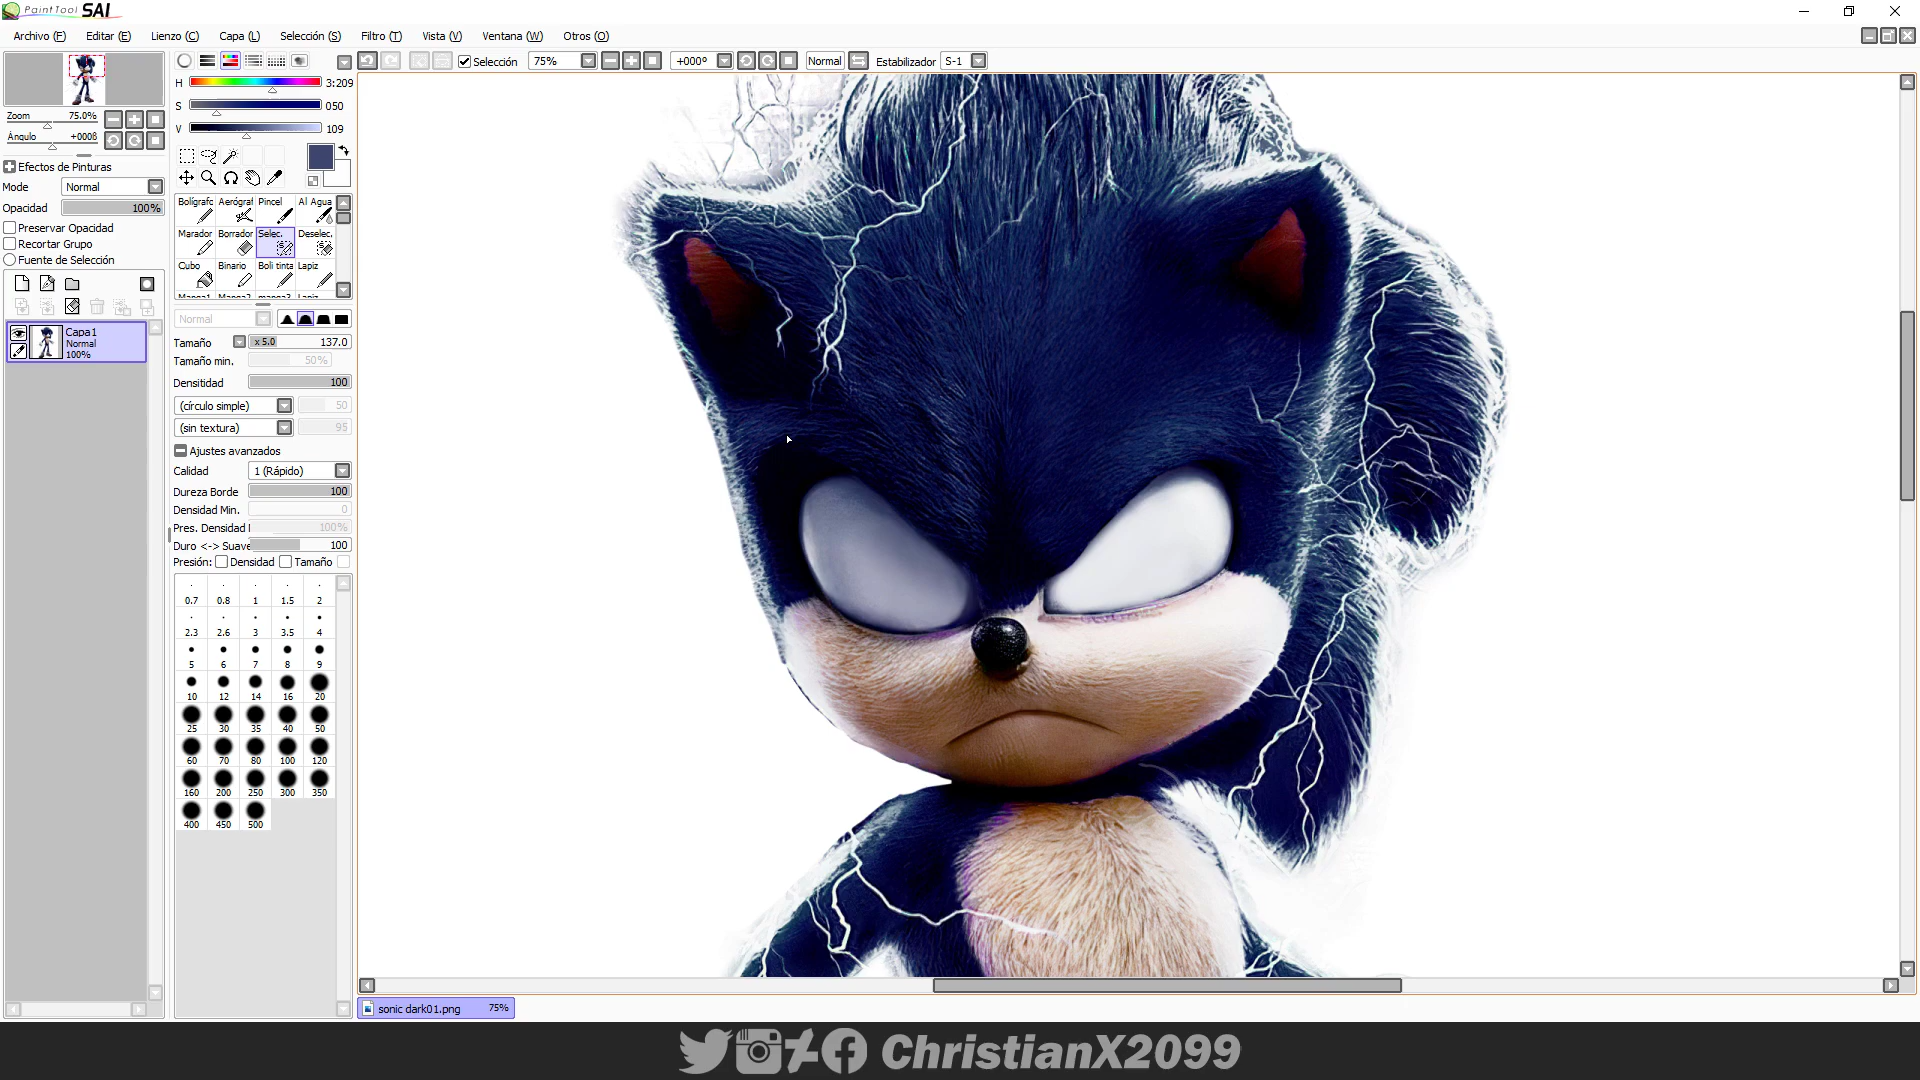 PaintTool SAI
Archivo (F) Editar (E) Lienzo (C) Capa (L) Selección (S) Filtro (T) Vista (V) Ventana (W) Otros (O)
Selección 75% +000º Normal Estabilizador S-1
H 3:209
S 050
V 109
Zoom 75.0%
Ángulo +000ß
Efectos de Pinturas
Mode Normal
Opacidad 100%
Preservar Opacidad
Recortar Grupo
Fuente de Selección
Capa1
Normal
100%
Bolígrafo Aerógraf Pincel Al Agua
Marador Borrador Selec. Deselec.
Cubo Binario Boli tinta Lapiz
Manga1 Manga2 manga3 Lapiz
Normal
Tamaño x 5.0 137.0
Tamaño min. 50%
Densitidad 100
(círculo simple) 50
(sin textura) 95
Ajustes avanzados
Calidad 1 (Rápido)
Dureza Borde 100
Densidad Min. 0
Pres. Densidad 100%
Duro <-> Suave 100
Presión: Densidad Tamaño
0.7 0.8 1 1.5 2
2.3 2.6 3 3.5 4
5 6 7 8 9
10 12 14 16 20
25 30 35 40 50
60 70 80 100 120
160 200 250 300 350
400 450 500
sonic dark01.png 75%
ChristianX2099